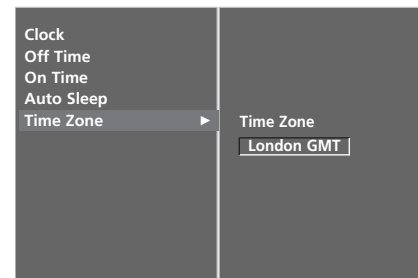 Clock
Off Time
On Time
Auto Sleep
Time Zone ►
Time Zone
London GMT